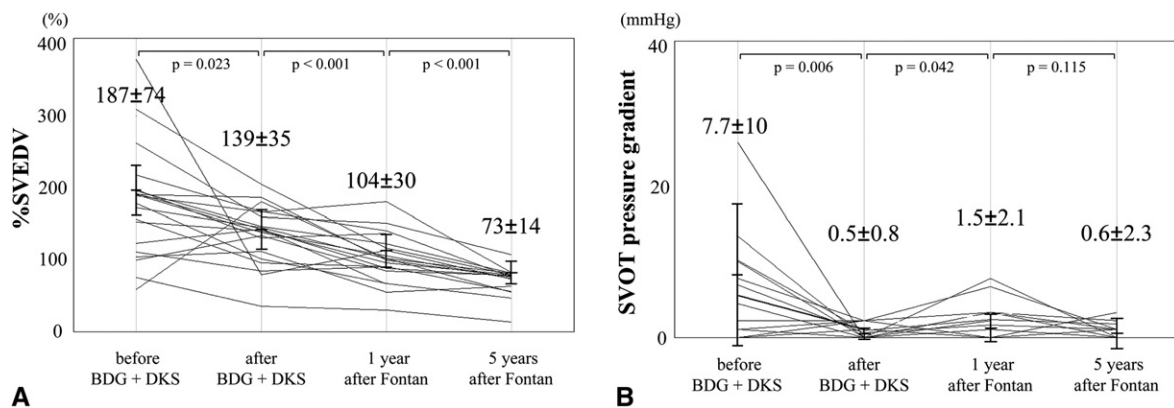 (%)
400
300
200
100
0
%SVEDV
p = 0.023
p < 0.001
p < 0.001
187±74
139±35
104±30
73±14
before
BDG + DKS
after
BDG + DKS
1 year
after Fontan
5 years
after Fontan
A
(mmHg)
40
20
0
SVOT pressure gradient
p = 0.006
p = 0.042
p = 0.115
7.7±10
0.5±0.8
1.5±2.1
0.6±2.3
before
BDG + DKS
after
BDG + DKS
1 year
after Fontan
5 years
after Fontan
B